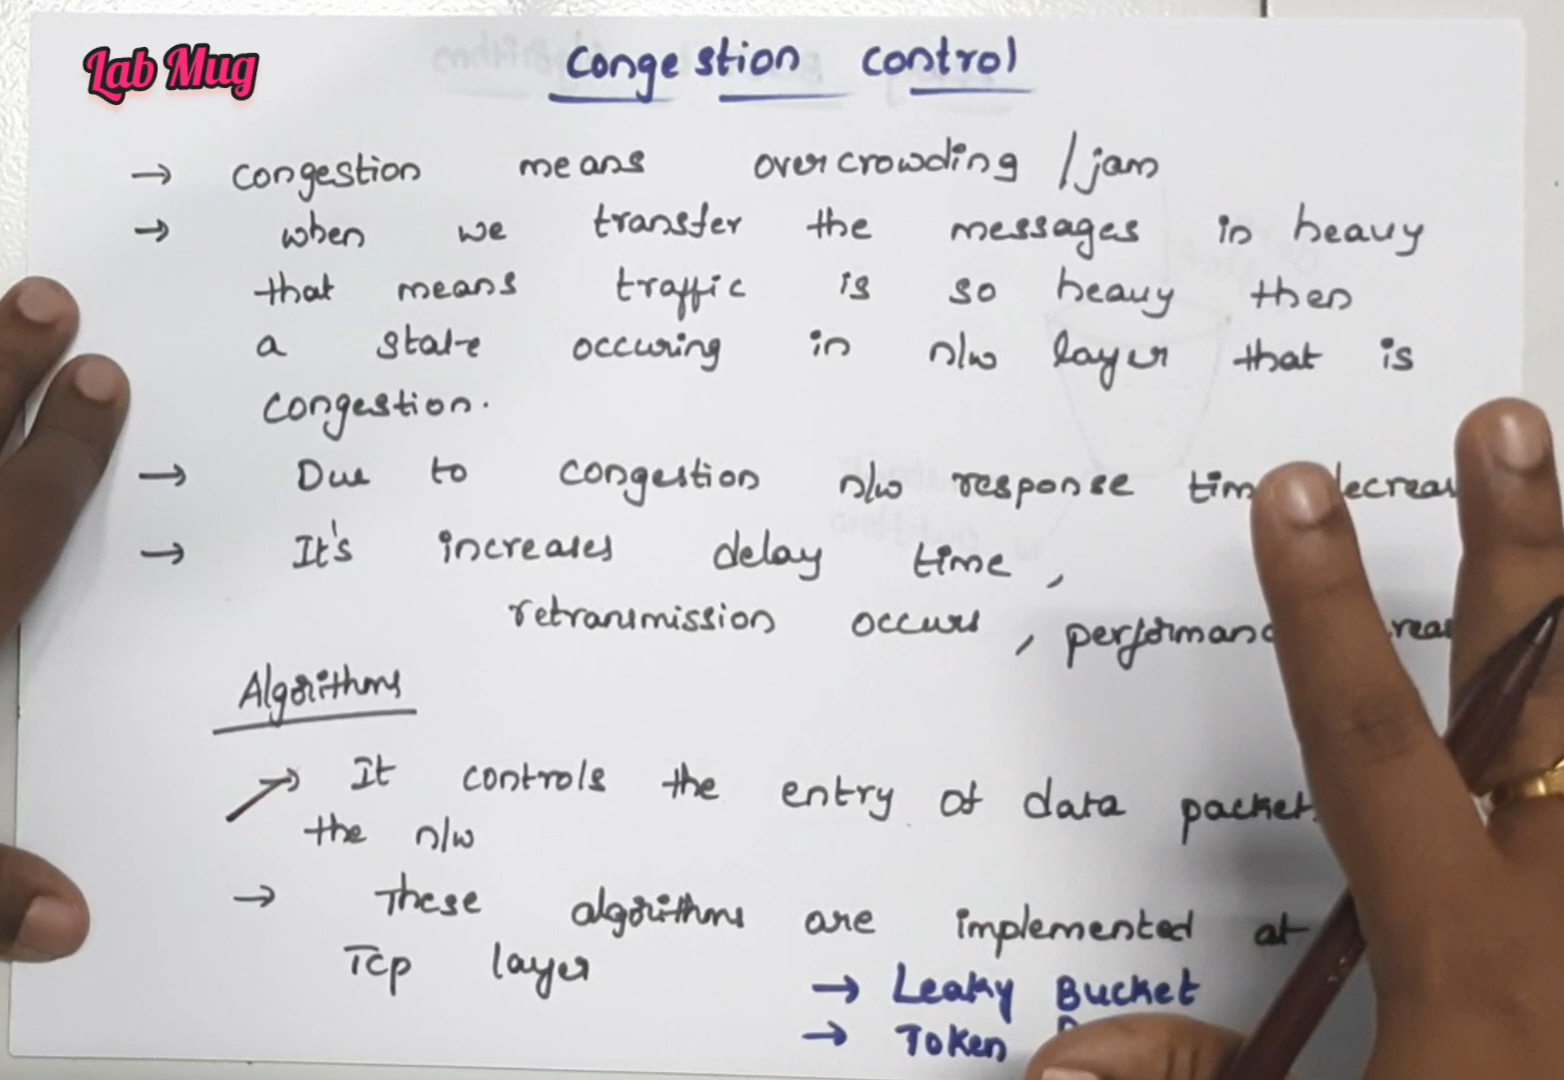 Lab Mug
Congestion control
→ congestion means overcrowding / jam
→ when we transfer the messages in heavy
that means traffic is so heavy then
a state occuring in n/w layer that is
congestion.
→ Due to congestion n/w response
→ It's increases delay time,
retransmission occurs,
Algorithms
→ It controls the entry of data
the n/w
→ These algorithms are implemented at
Tcp layer
→ Leaky Bucket
→ Token